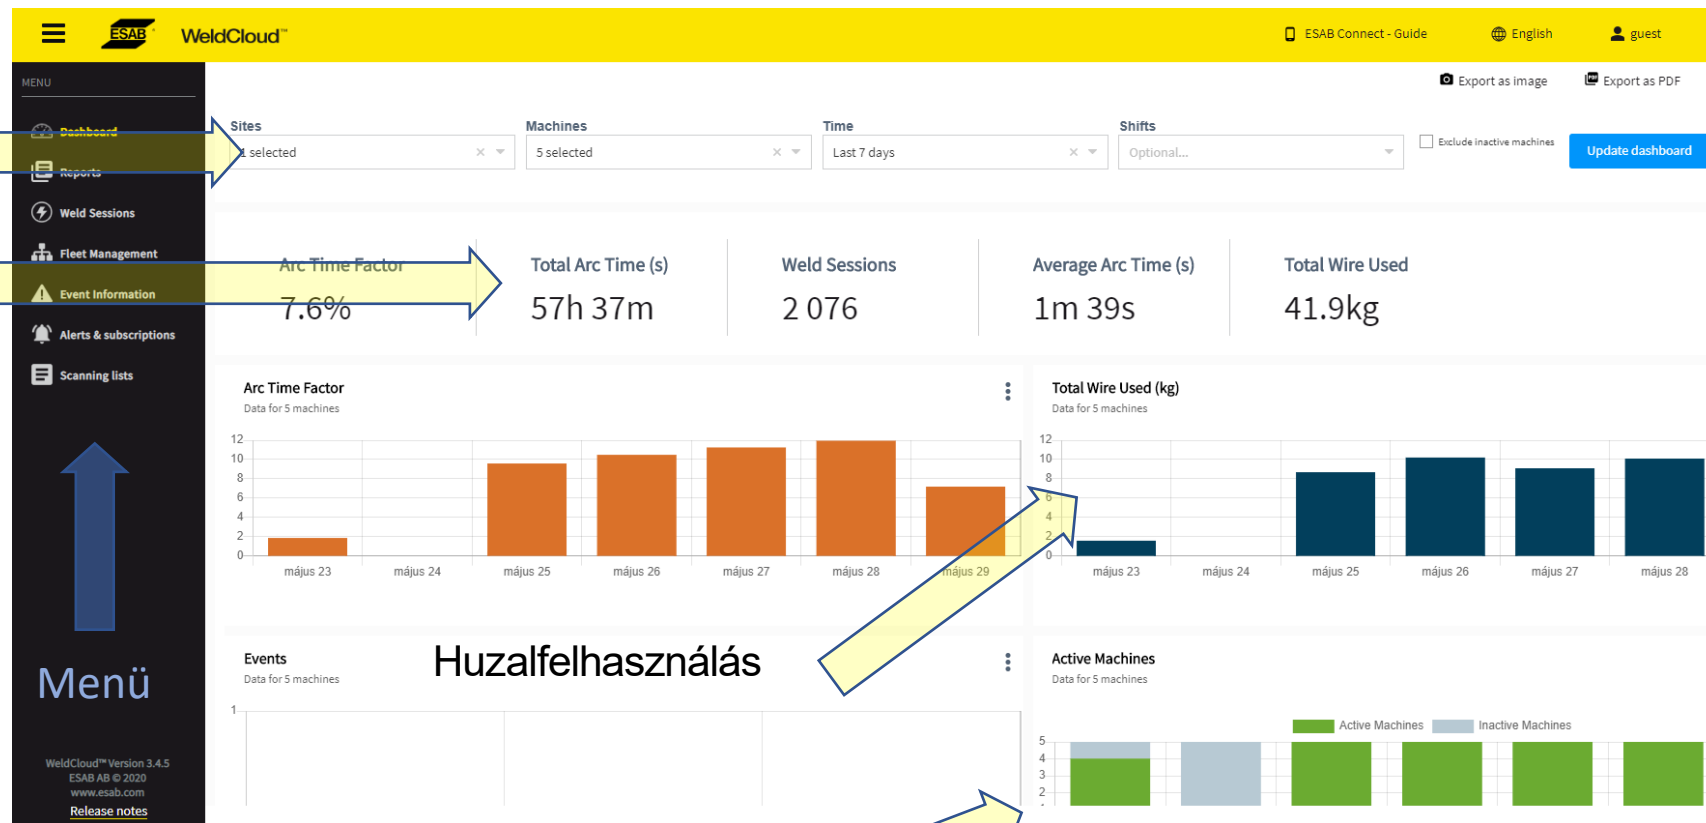 ESAB WeldCloud™ ESAB Connect - Guide English guest
MENU
Export as image Export as PDF
Dashboard
Reports
Weld Sessions
Fleet Management
Event Information
Alerts & subscriptions
Scanning lists
Sites Machines Time Shifts
1 selected 5 selected Last 7 days Optional... Exclude inactive machines Update dashboard
Arc Time Factor Total Arc Time (s) Weld Sessions Average Arc Time (s) Total Wire Used
7.6% 57h 37m 2 076 1m 39s 41.9kg
Arc Time Factor
Data for 5 machines
12
10
8
6
4
2
0
május 23 május 24 május 25 május 26 május 27 május 28 május 29
Total Wire Used (kg)
Data for 5 machines
12
10
8
6
4
2
0
május 23 május 24 május 25 május 26 május 27 május 28
Menü
Huzalfelhasználás
Events
Data for 5 machines
1
Active Machines
Data for 5 machines
Active Machines Inactive Machines
5
4
3
2
WeldCloud™ Version 3.4.5
ESAB AB © 2020
www.esab.com
Release notes